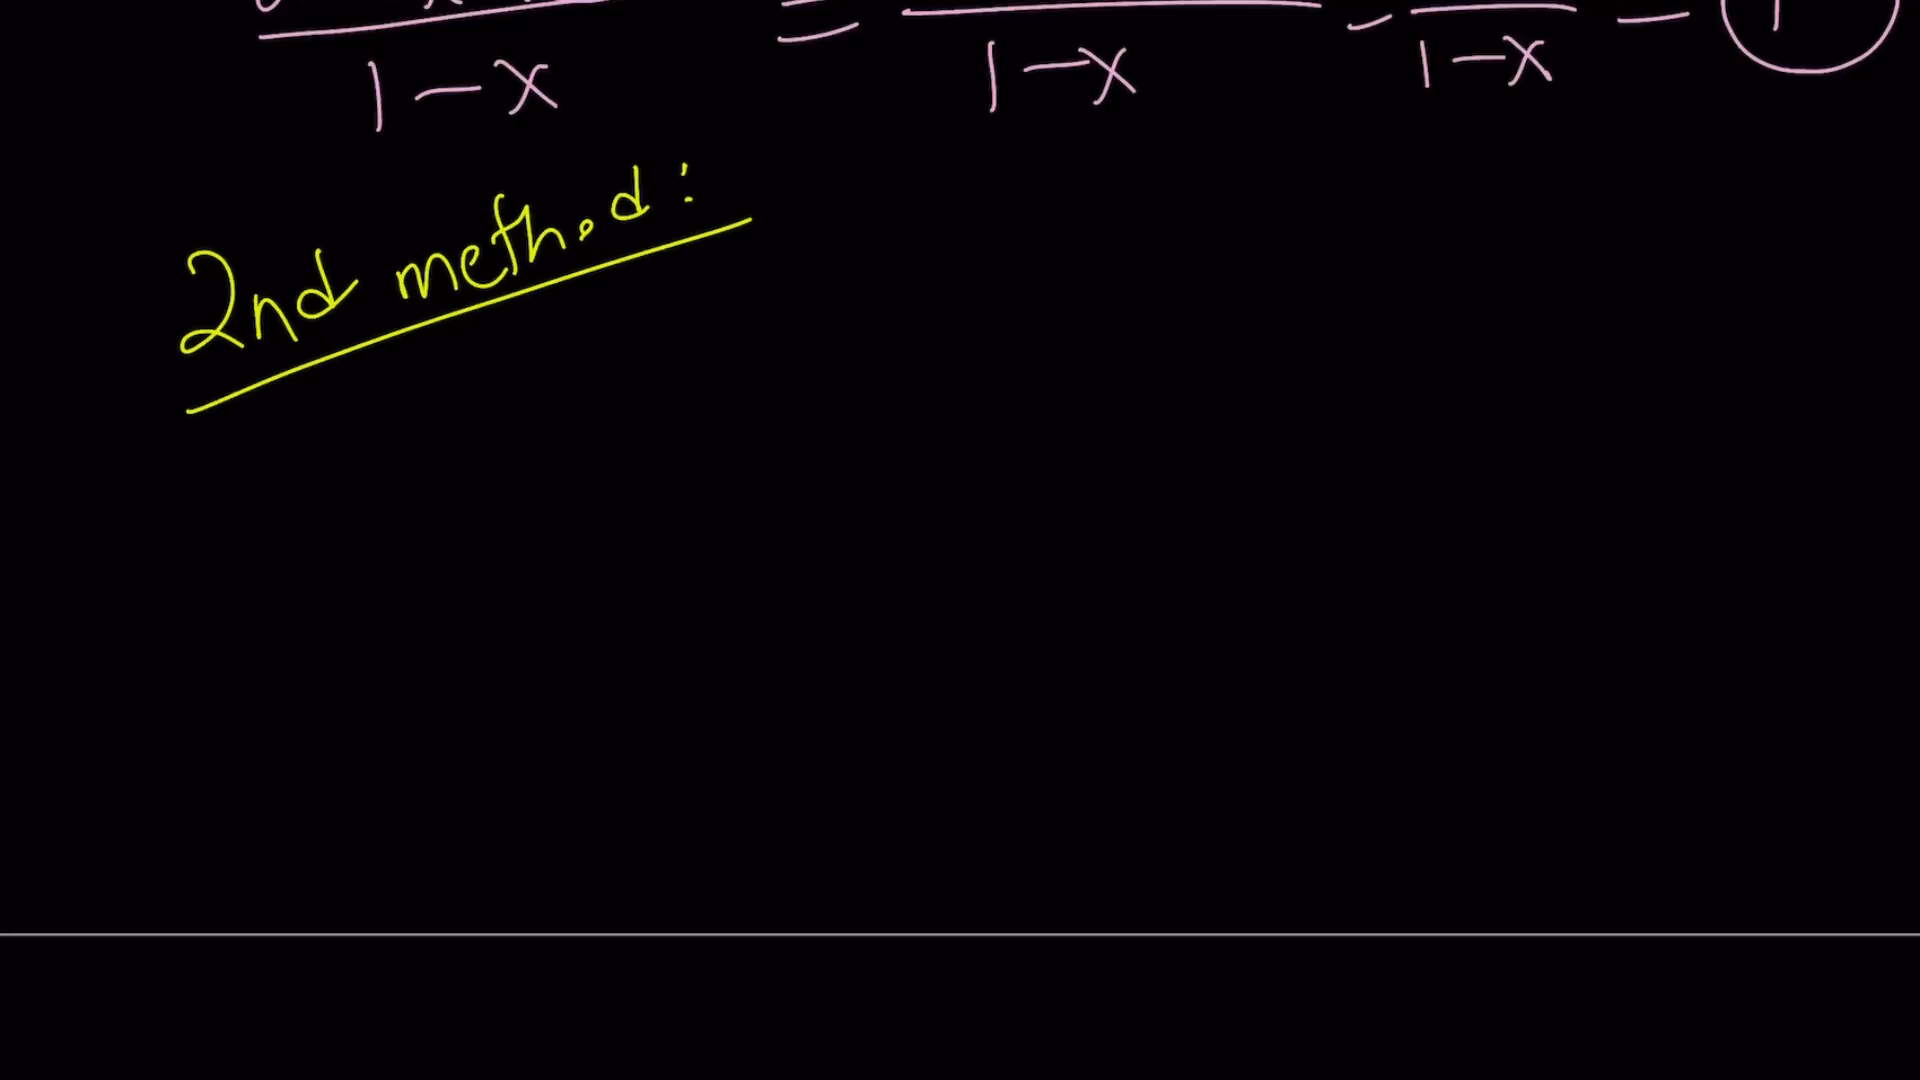 1-x = 1-x - 1-x -
2nd method: